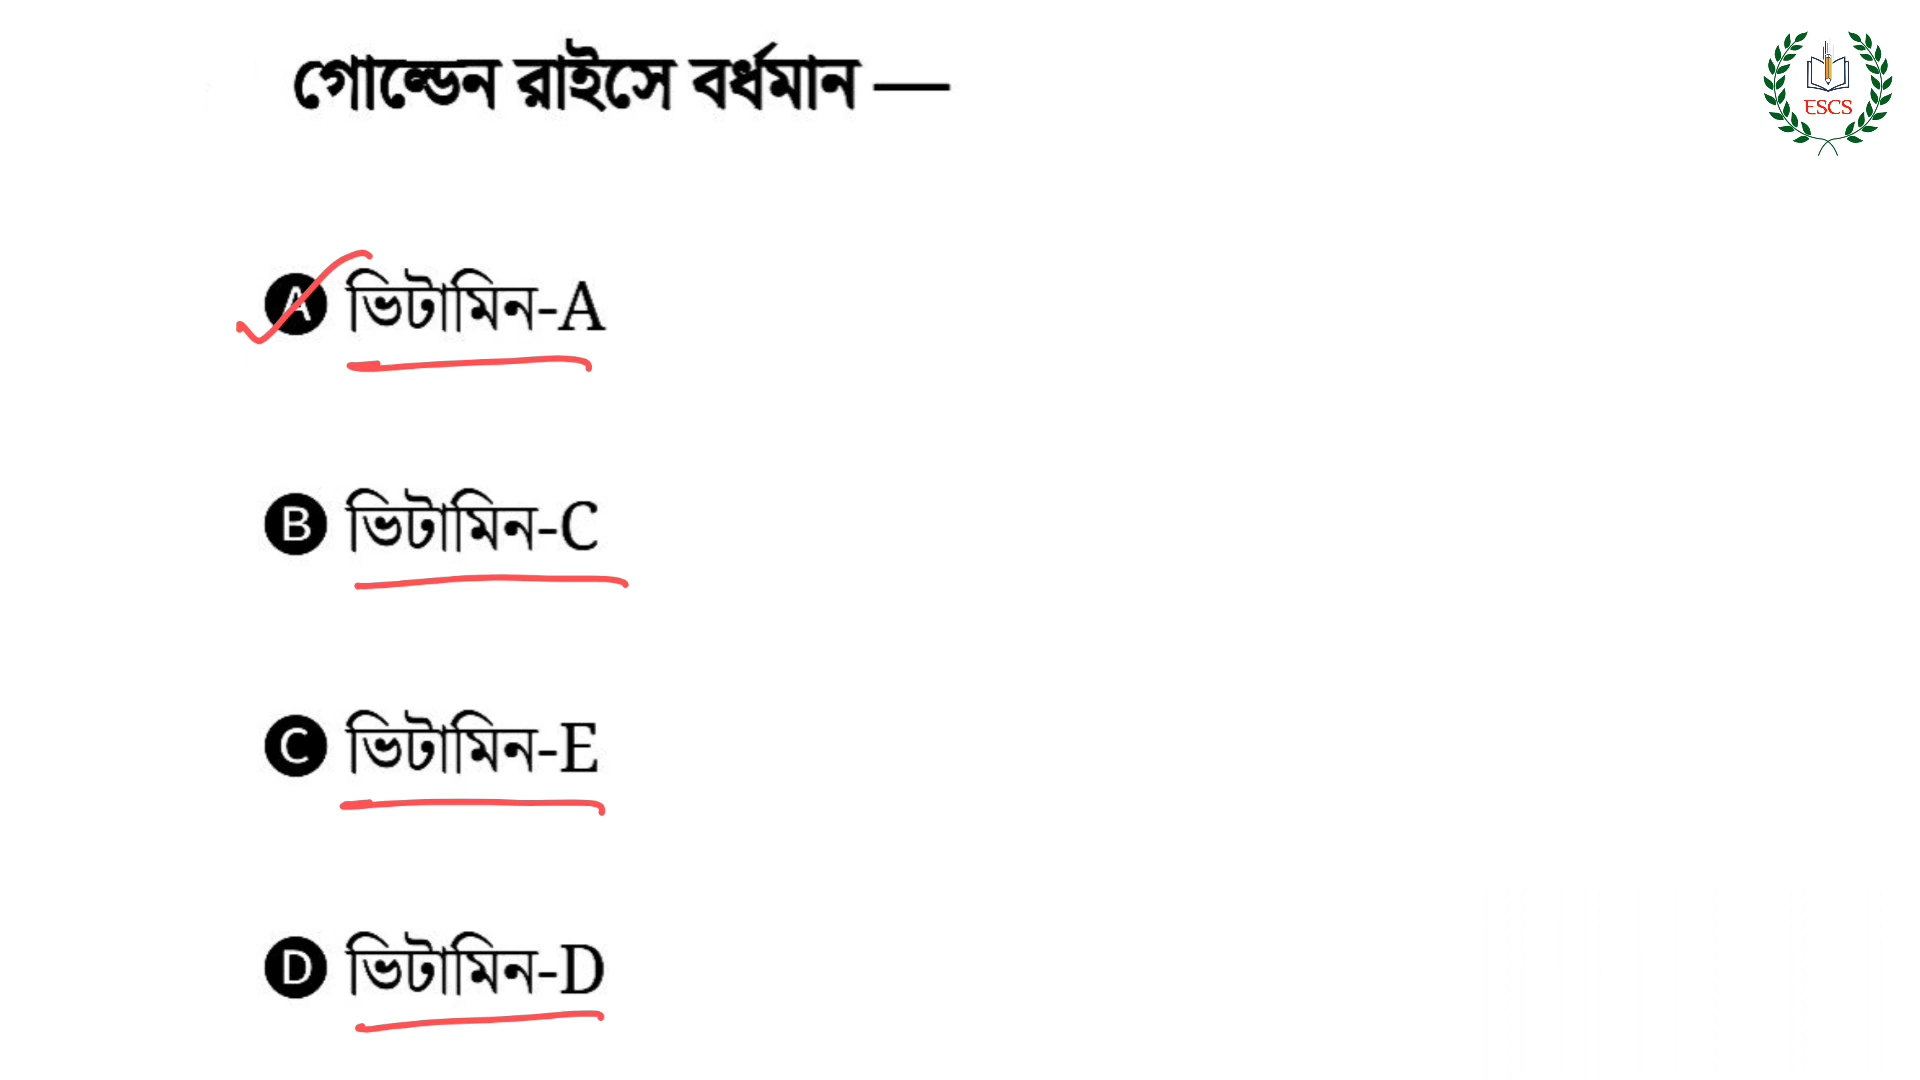 গোল্ডেন রাইসে বর্ধমান —
ESCS
A ভিটামিন-A
B ভিটামিন-C
C ভিটামিন-E
D ভিটামিন-D